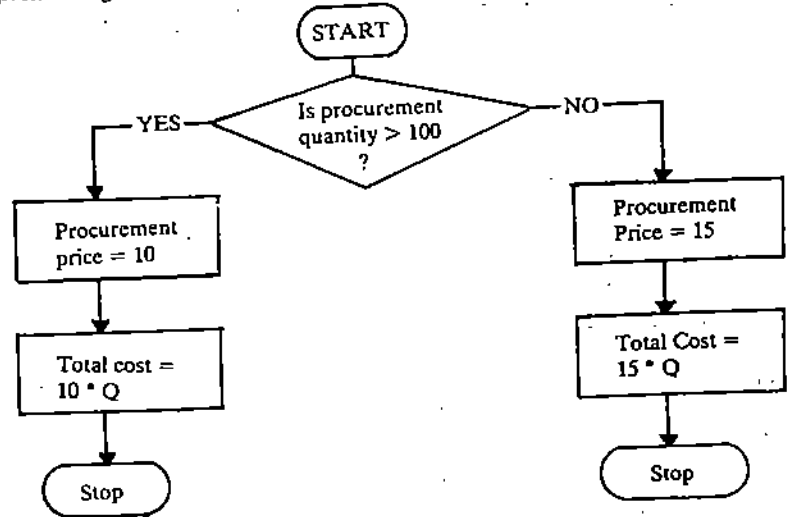 START
Is procurement
quantity > 100
?
YES
NO
Procurement
price = 10
Procurement
Price = 15
Total cost =
10 * Q
Total Cost =
15 * Q
Stop
Stop